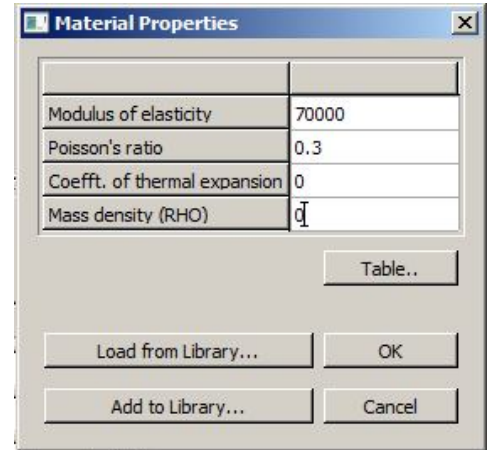 Material Properties
Modulus of elasticity 70000
Poisson's ratio 0.3
Coefft. of thermal expansion 0
Mass density (RHO) 0
Table..
Load from Library... OK
Add to Library... Cancel